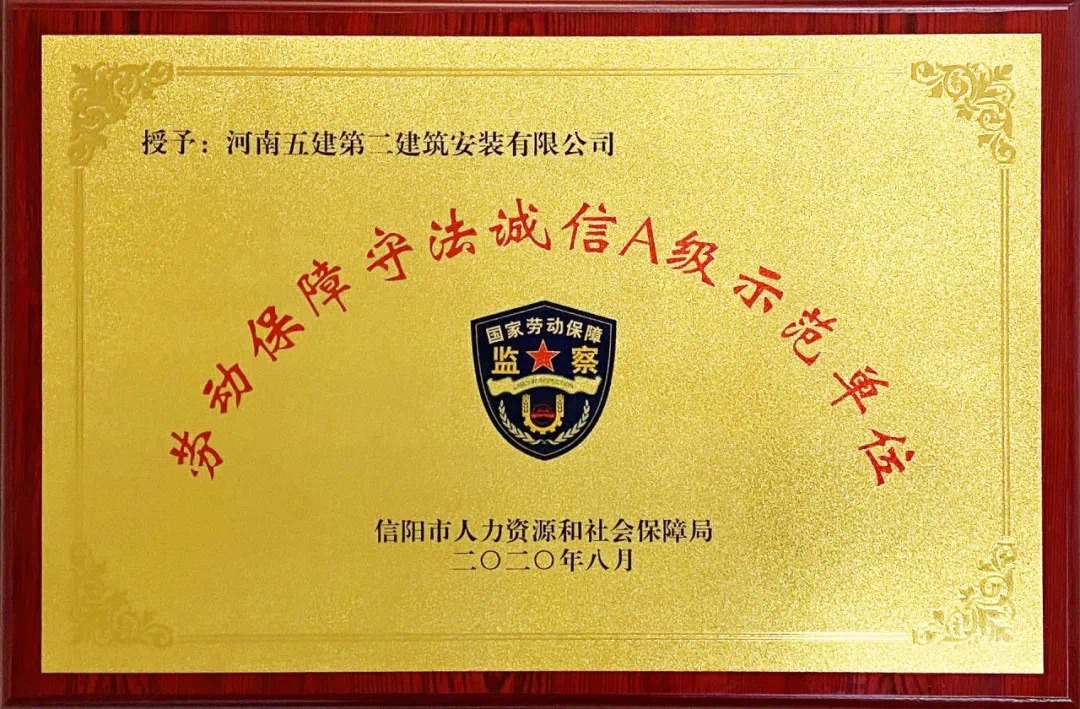 授予：河南五建第二建筑安装有限公司
劳动保障守法诚信A级示范单位
国家劳动保障
监察
LABOUR INSPECTION
信阳市人力资源和社会保障局
二〇二〇年八月